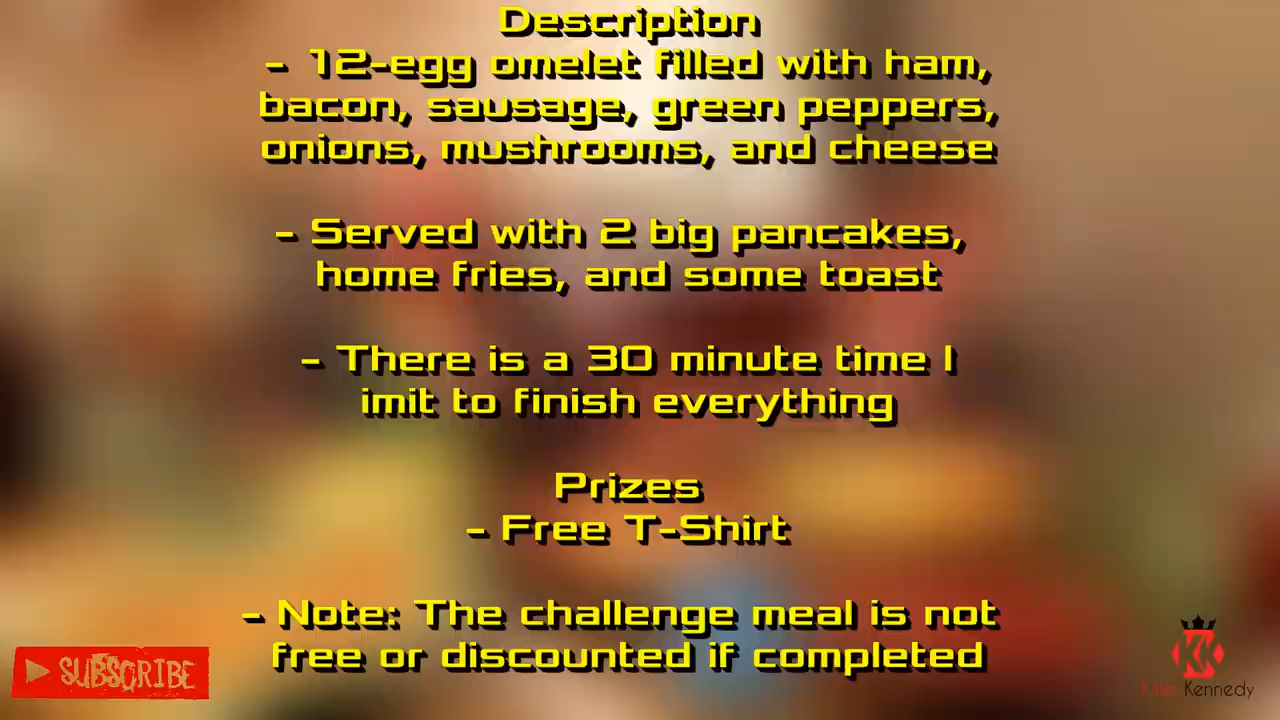 Description
- 12-egg omelet filled with ham,
bacon, sausage, green peppers,
onions, mushrooms, and cheese
- Served with 2 big pancakes,
home fries, and some toast
- There is a 30 minute time l
imit to finish everything
Prizes
- Free T-Shirt
- Note: The challenge meal is not
free or discounted if completed
SUBSCRIBE
KK
Kennedy